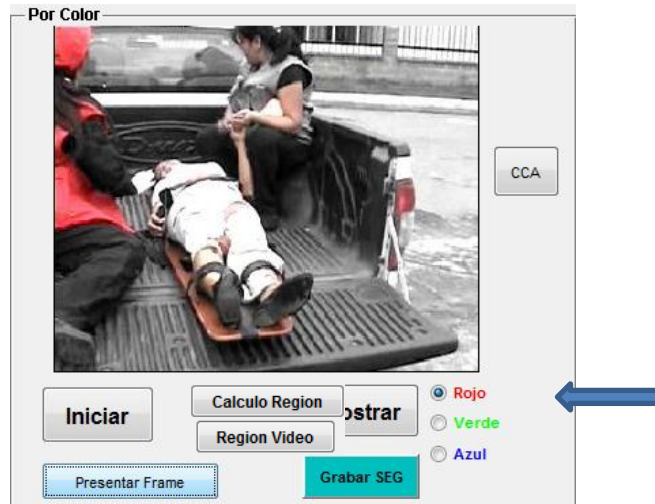 Por Color
CCA
Iniciar
Calculo Region
ostrar
Region Video
Rojo
Verde
Azul
Presentar Frame
Grabar SEG